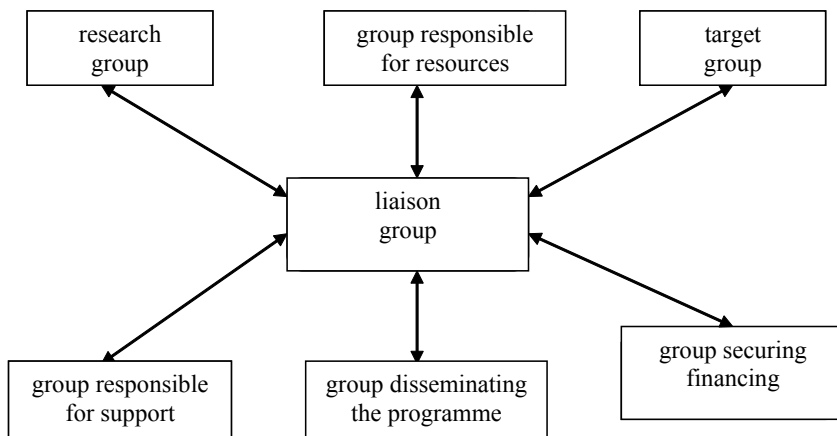 research
group
group responsible
for resources
target
group
liaison
group
group responsible
for support
group disseminating
the programme
group securing
financing